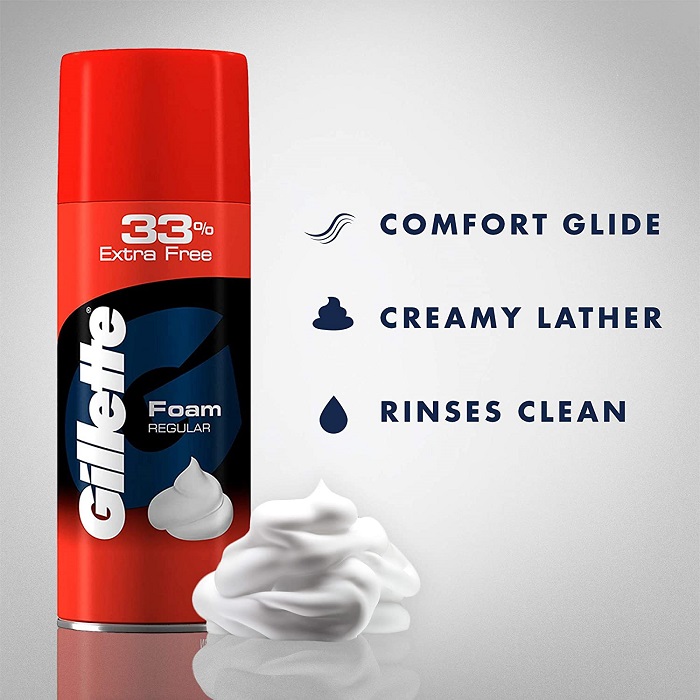 33%
Extra Free
Gillette®
Foam
REGULAR
COMFORT GLIDE
CREAMY LATHER
RINSES CLEAN